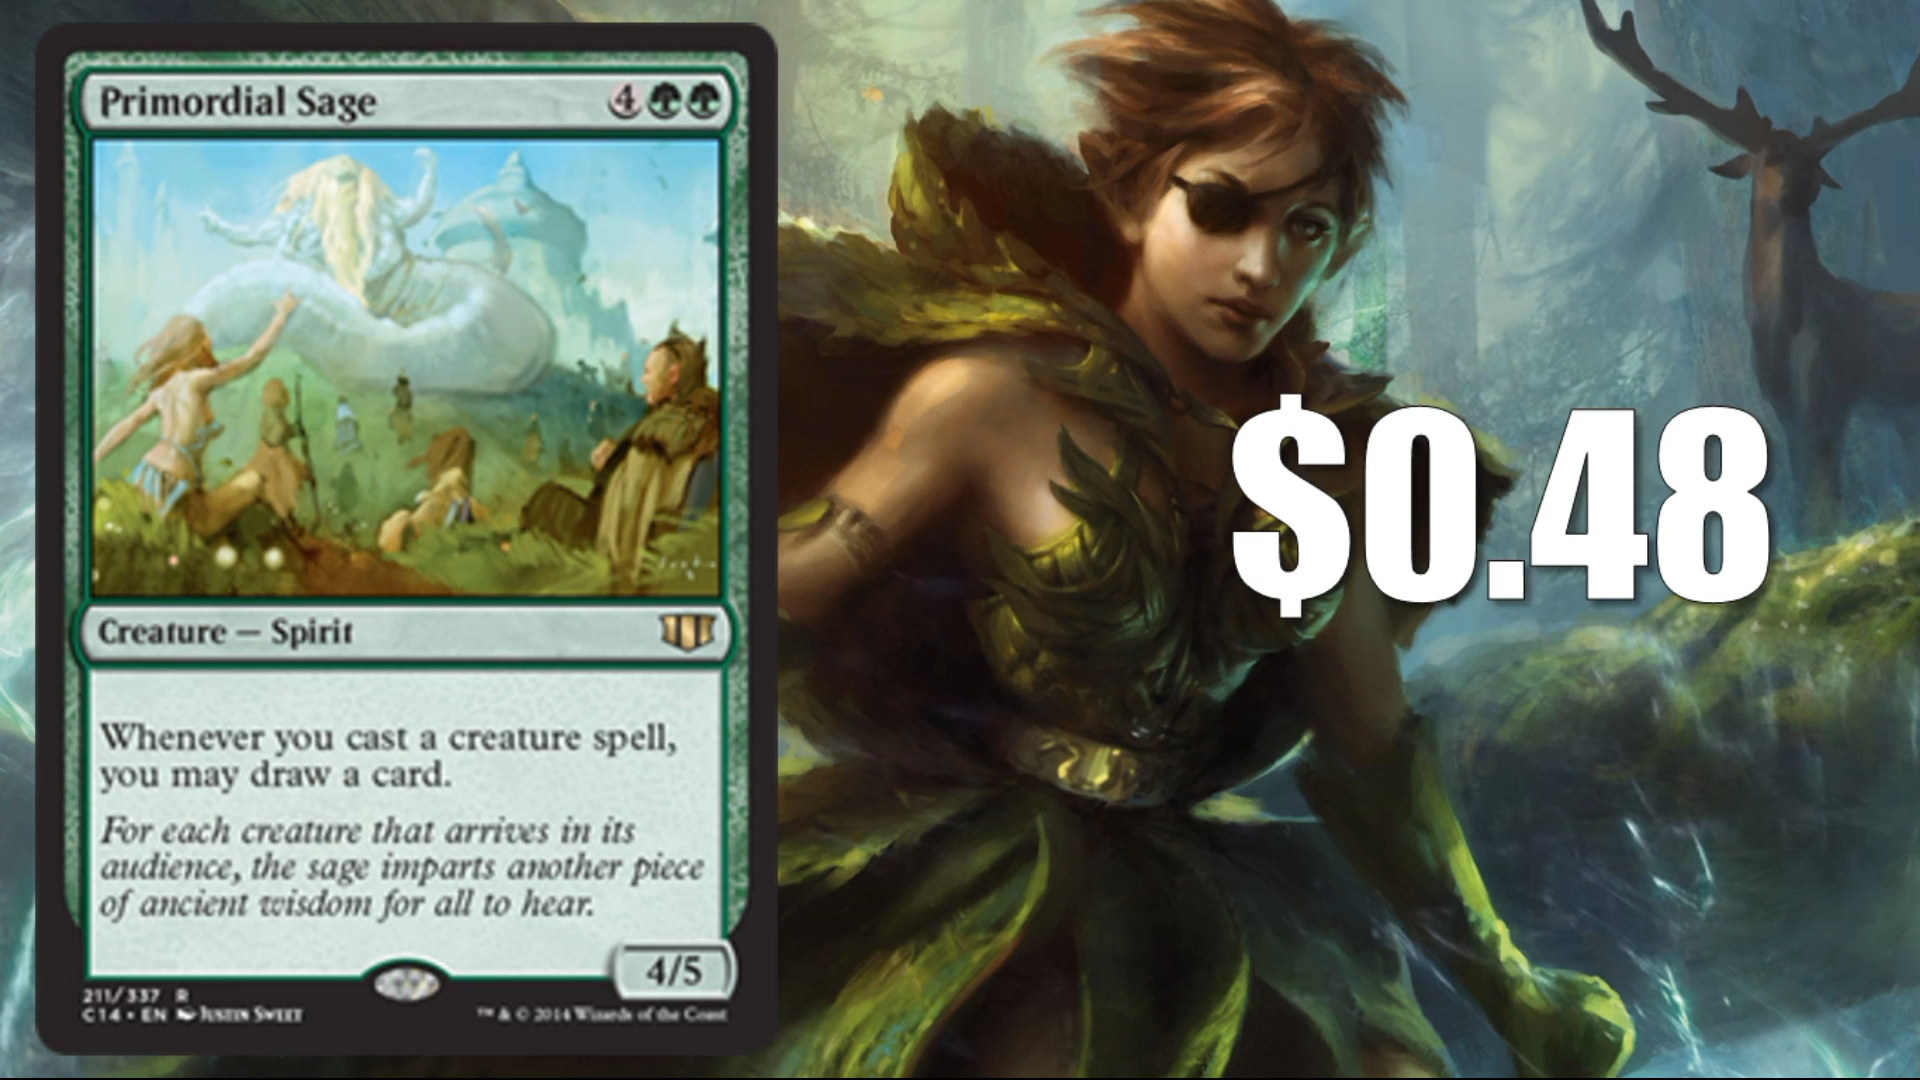 Primordial Sage 4
$0.48
Creature — Spirit
Whenever you cast a creature spell,
you may draw a card.
For each creature that arrives in its
audience, the sage imparts another piece
of ancient wisdom for all to hear.
4/5
211/337 R
C14 • EN Justin Sweet
™ & © 2014 Wizards of the Coast